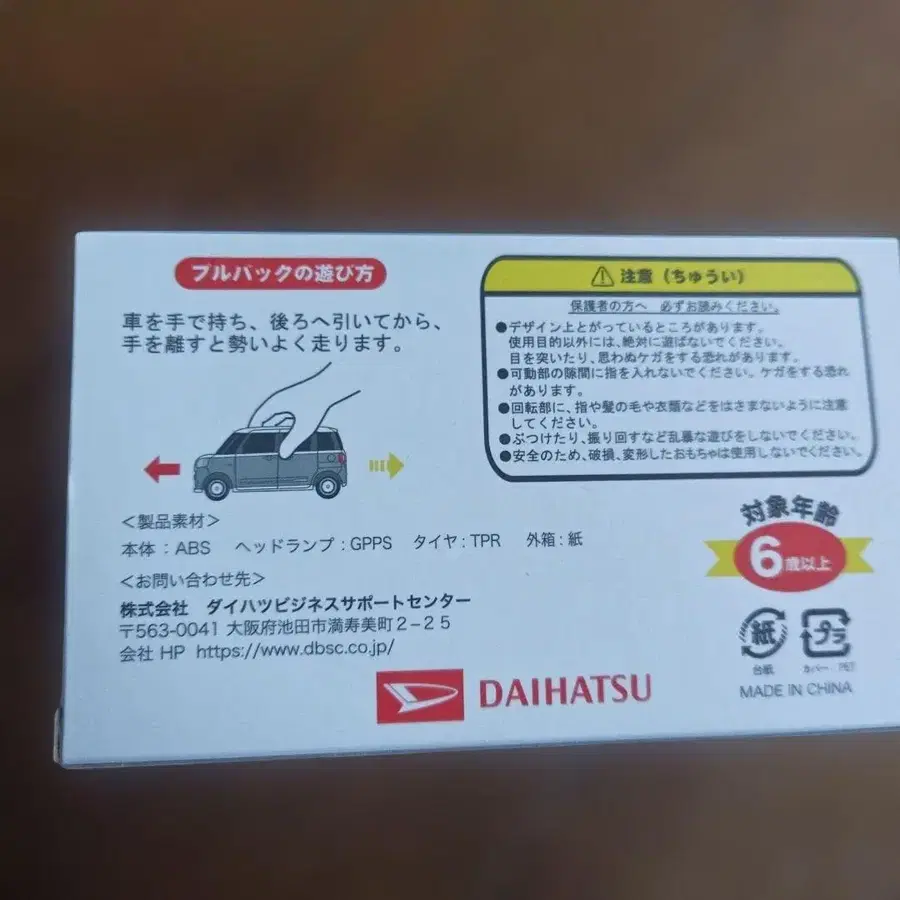 プルバックの遊び方
車を手で持ち、後ろへ引いてから、
手を離すと勢いよく走ります。
⚠注意（ちゅうい）
保護者の方へ　必ずお読みください。
●デザイン上とがっているところがあります。
使用目的以外には、絶対に遊ばないでください。
目を突いたり、思わぬケガをする恐れがあります。
●可動部の隙間に指を入れないでください。ケガをする恐れ
があります。
●回転部に、指や髪の毛や衣類などをはさまないように注意
してください。
●ぶつけたり、振り回すなど乱暴な遊びをしないでください。
●安全のため、破損、変形したおもちゃは使用しないでください。
＜製品素材＞
本体：ABS　ヘッドランプ：GPPS　タイヤ：TPR　外箱：紙
＜お問い合わせ先＞
株式会社　ダイハツビジネスサポートセンター
〒563-0041 大阪府池田市満寿美町2－25
会社 HP https://www.dbsc.co.jp/
DAIHATSU
対象年齢
6歳以上
紙
台紙
プラ
カバー：PET
MADE IN CHINA